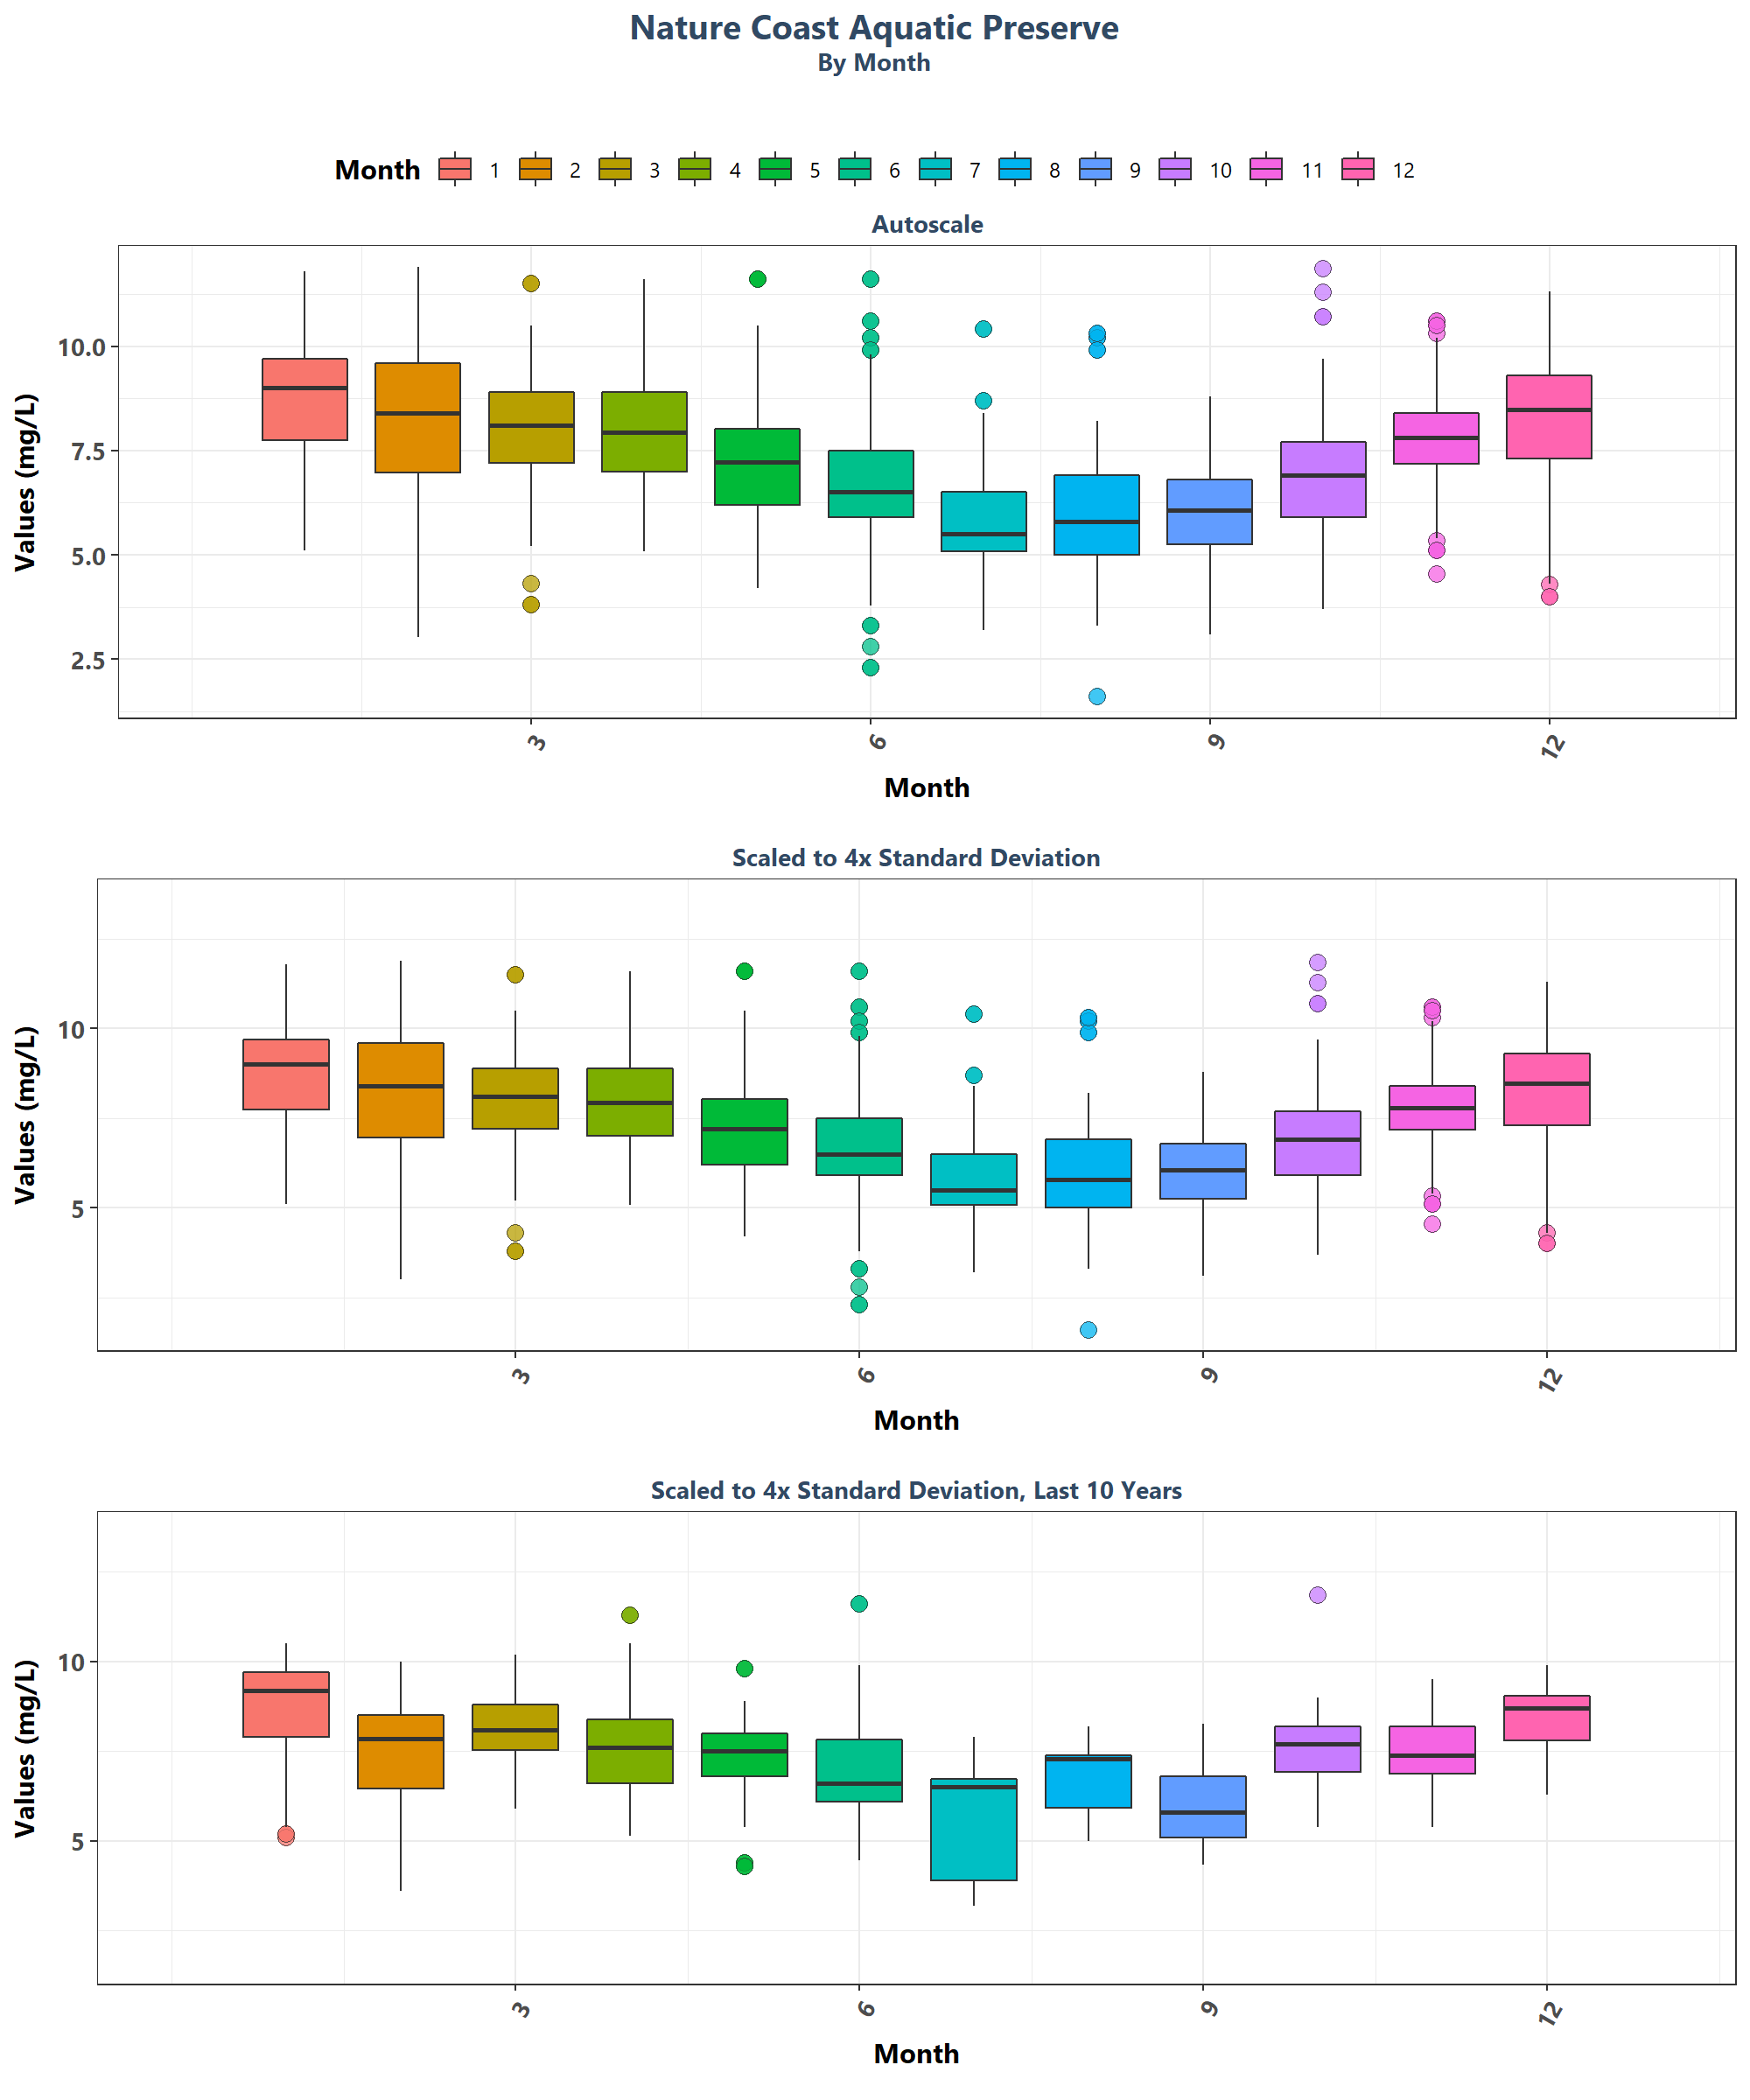 Nature Coast Aquatic Preserve
By Month
Month 1 2 3 4 5 6 7 8 9 10 11 12
Autoscale
Values (mg/L)
10.0
7.5
5.0
2.5
3 6 9 12
Month
Scaled to 4x Standard Deviation
Values (mg/L)
10
5
3 6 9 12
Month
Scaled to 4x Standard Deviation, Last 10 Years
Values (mg/L)
10
5
3 6 9 12
Month